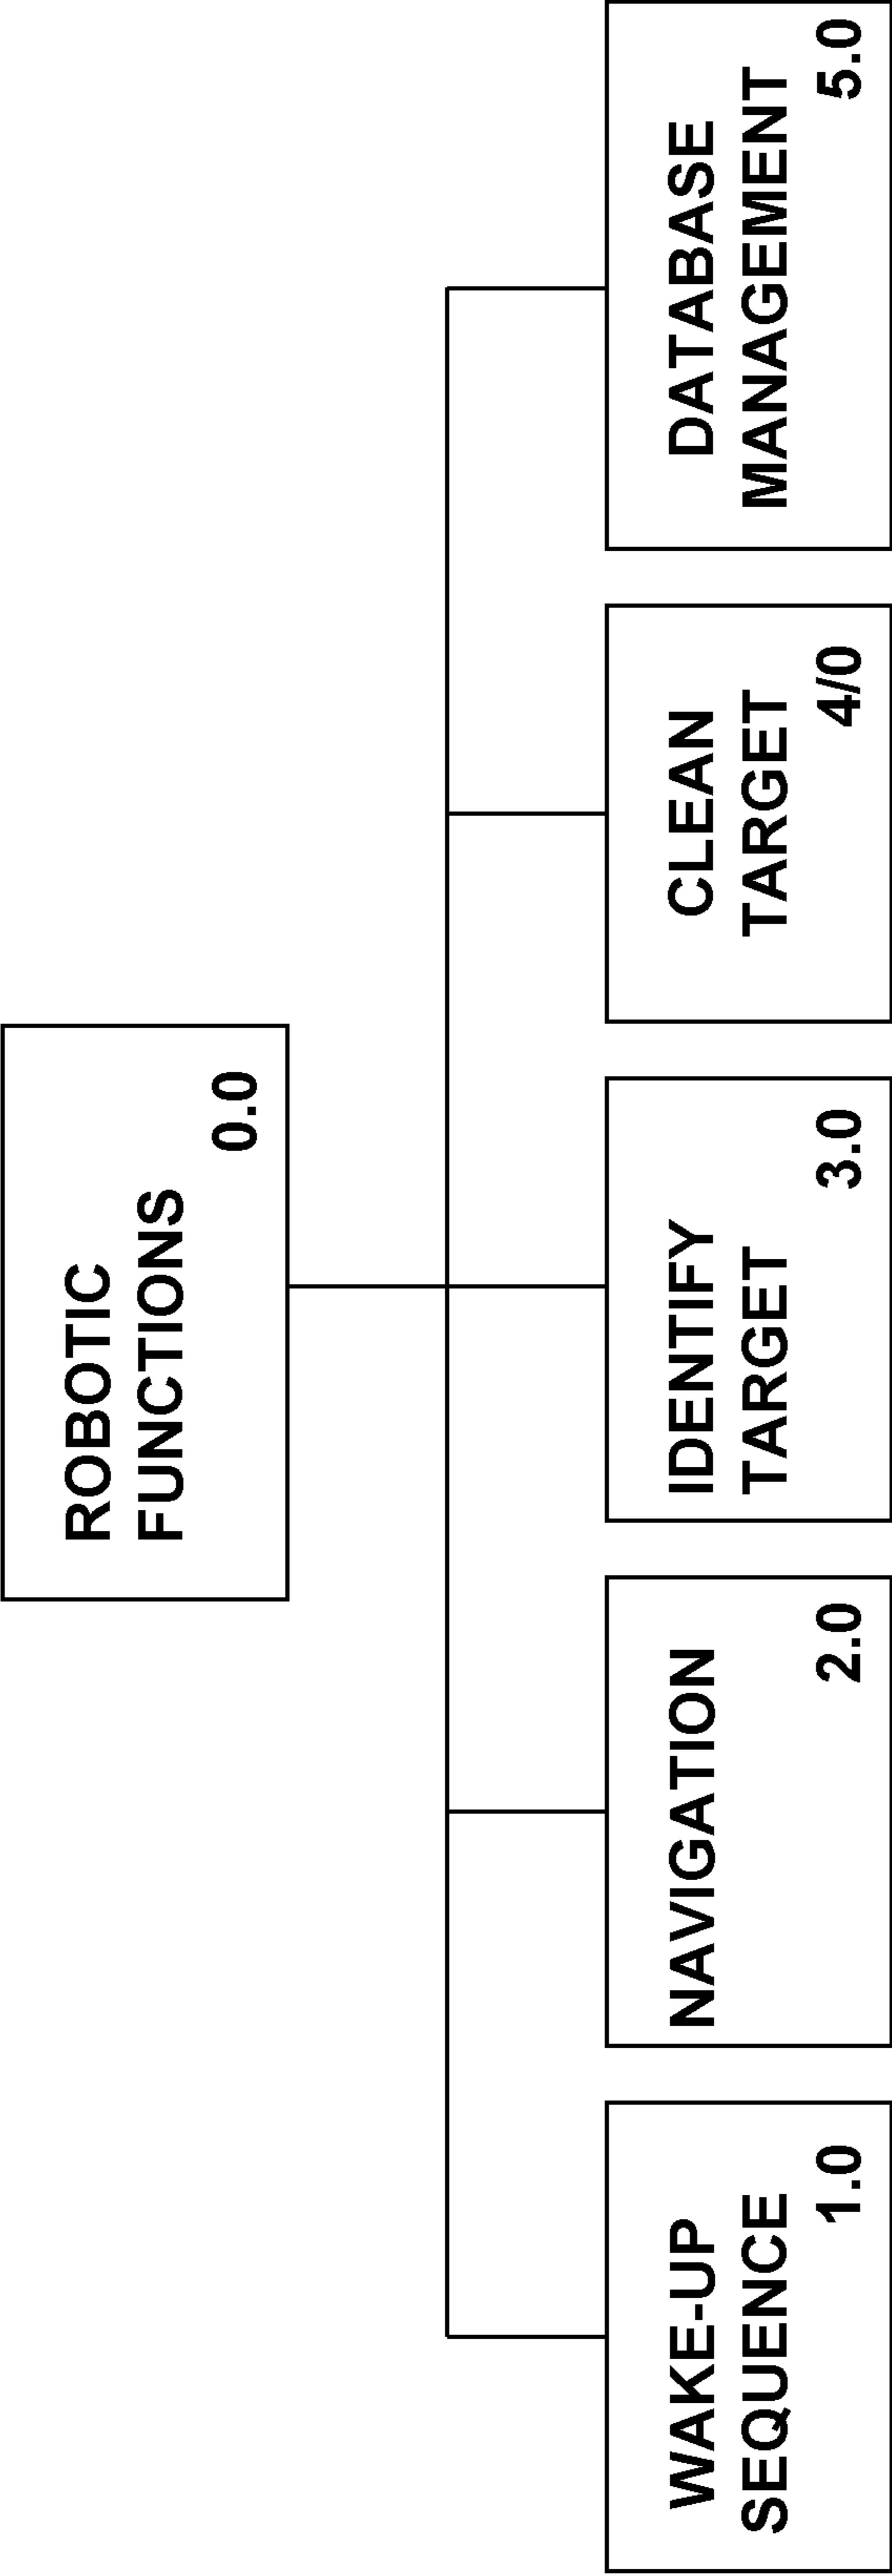 ROBOTIC
FUNCTIONS
0.0
WAKE-UP
SEQUENCE
1.0
NAVIGATION
2.0
IDENTIFY
TARGET
3.0
CLEAN
TARGET
4/0
DATABASE
MANAGEMENT
5.0